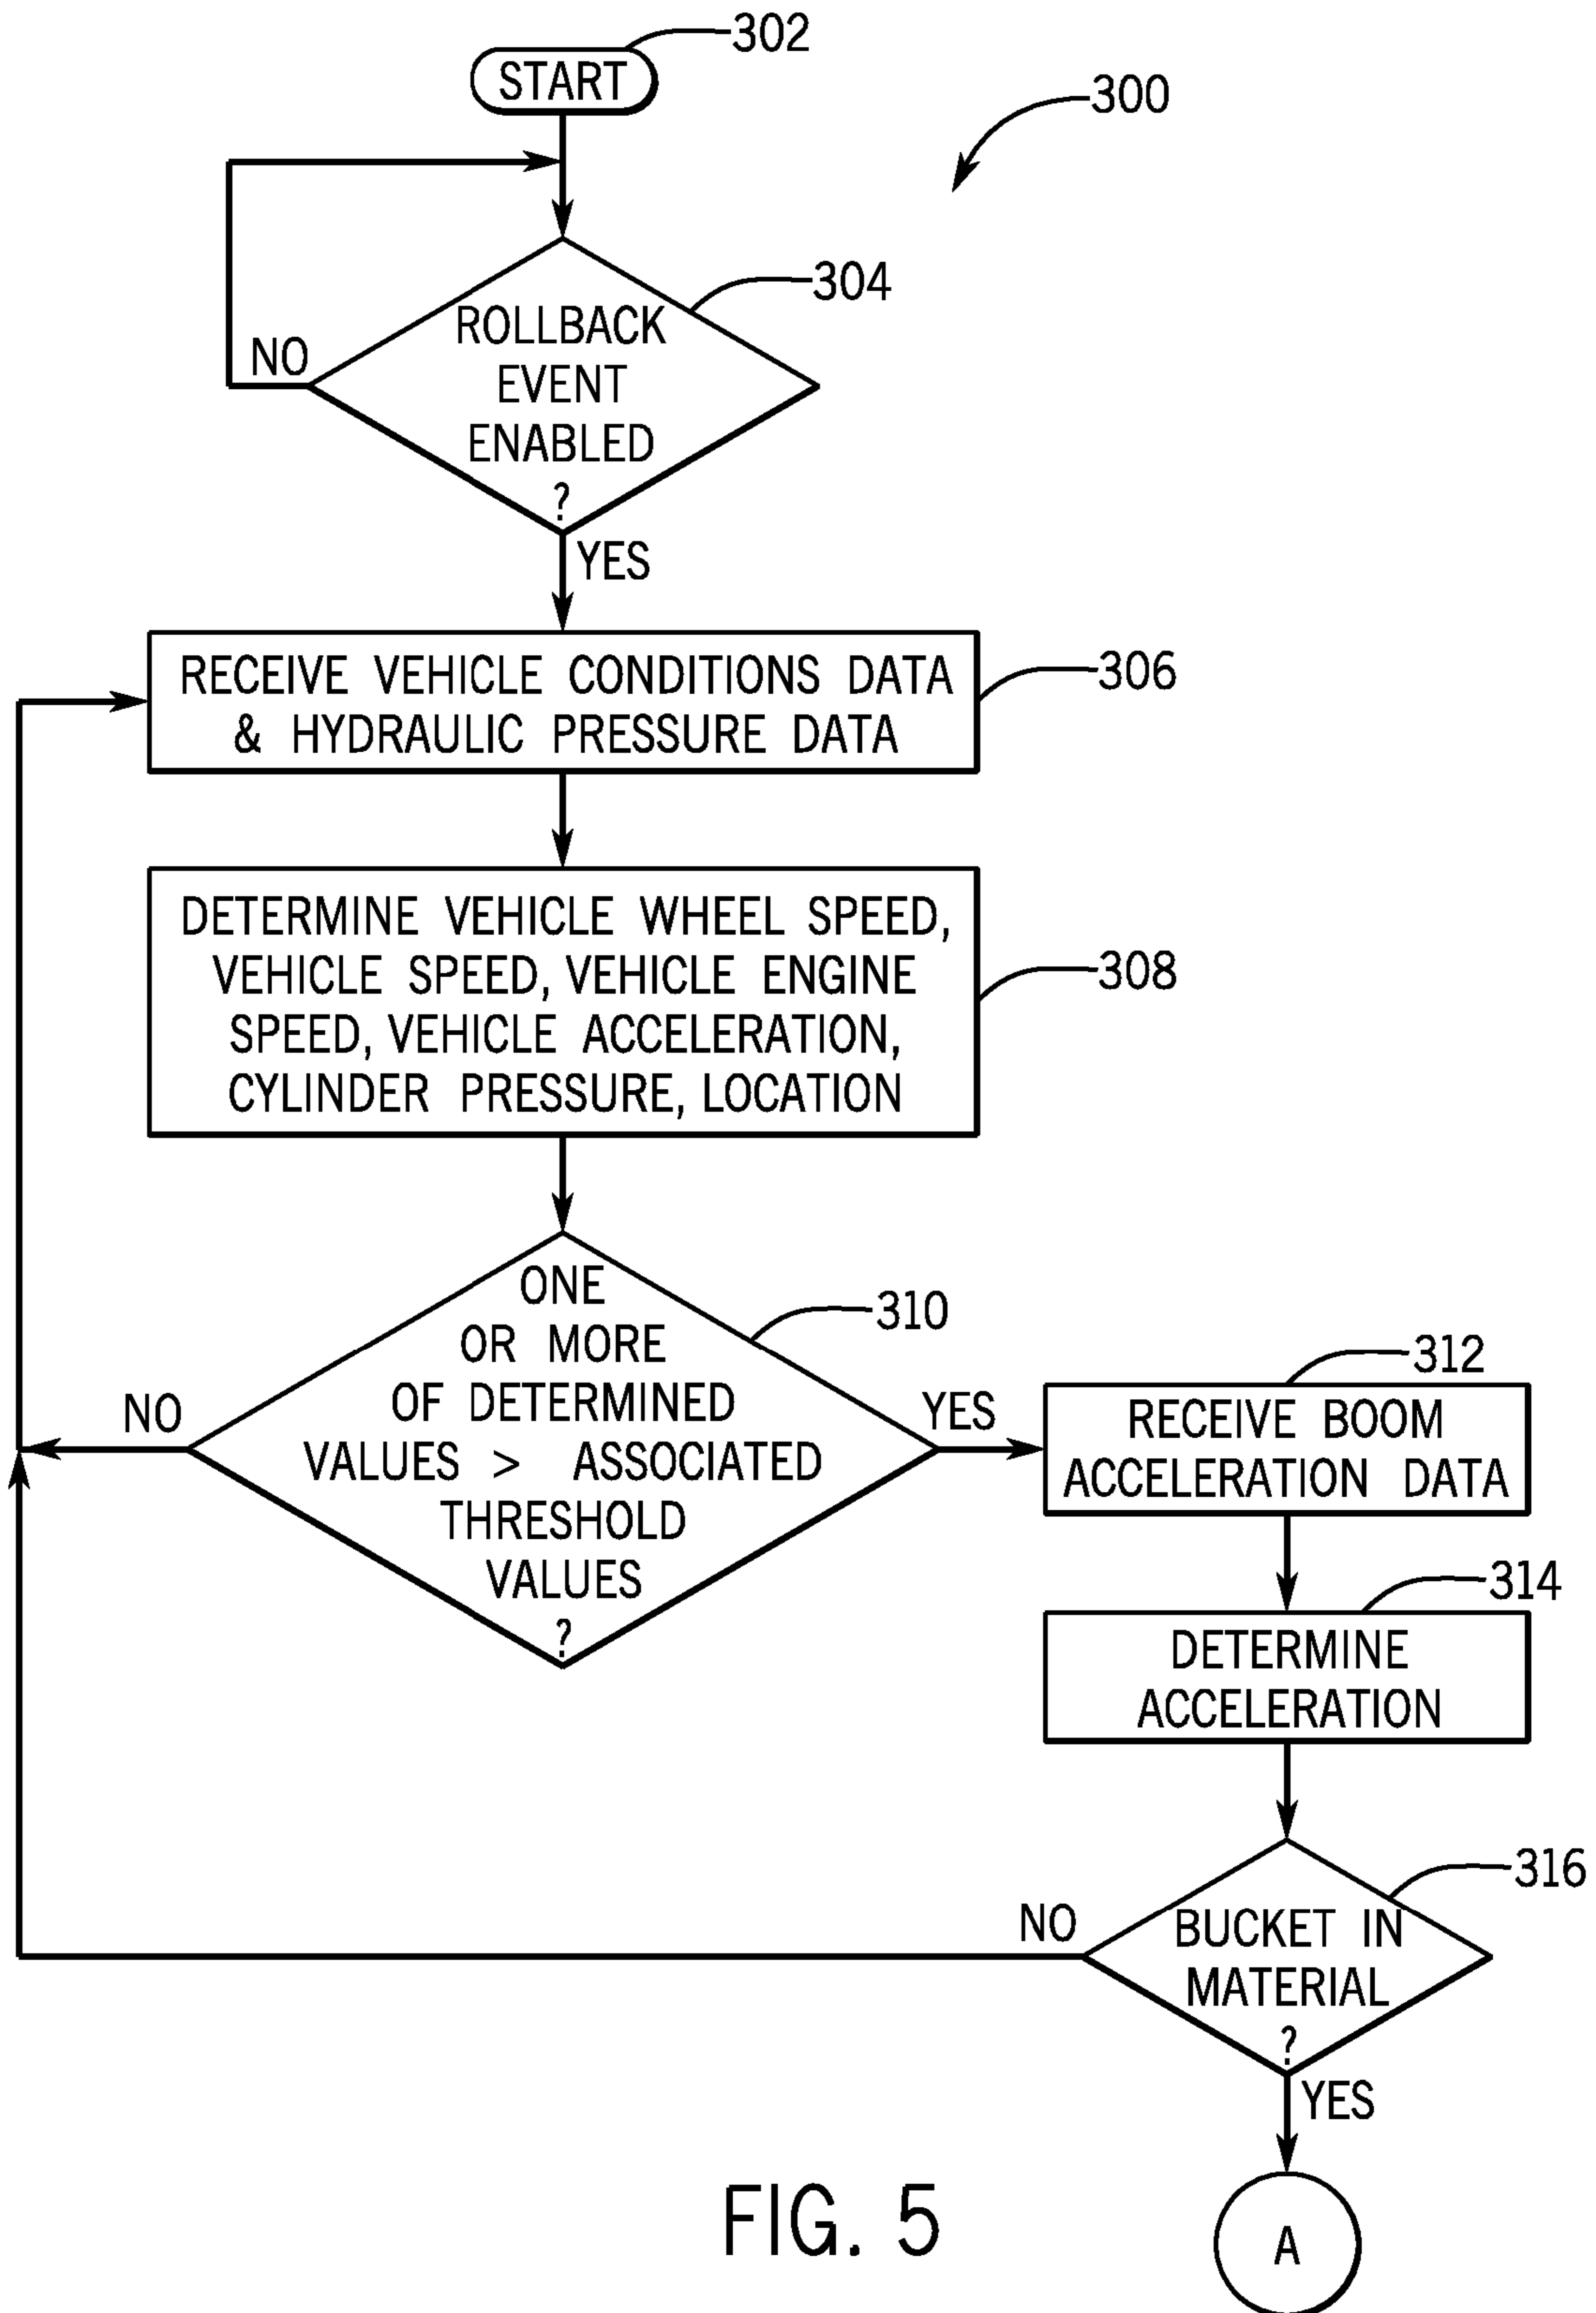 302
START
300
304
ROLLBACK
EVENT
ENABLED
?
NO
YES
RECEIVE VEHICLE CONDITIONS DATA
& HYDRAULIC PRESSURE DATA
306
DETERMINE VEHICLE WHEEL SPEED,
VEHICLE SPEED, VEHICLE ENGINE
SPEED, VEHICLE ACCELERATION,
CYLINDER PRESSURE, LOCATION
308
ONE
OR MORE
OF DETERMINED
VALUES > ASSOCIATED
THRESHOLD
VALUES
?
310
NO
YES
312
RECEIVE BOOM
ACCELERATION DATA
314
DETERMINE
ACCELERATION
316
NO
BUCKET IN
MATERIAL
?
YES
A
FIG. 5